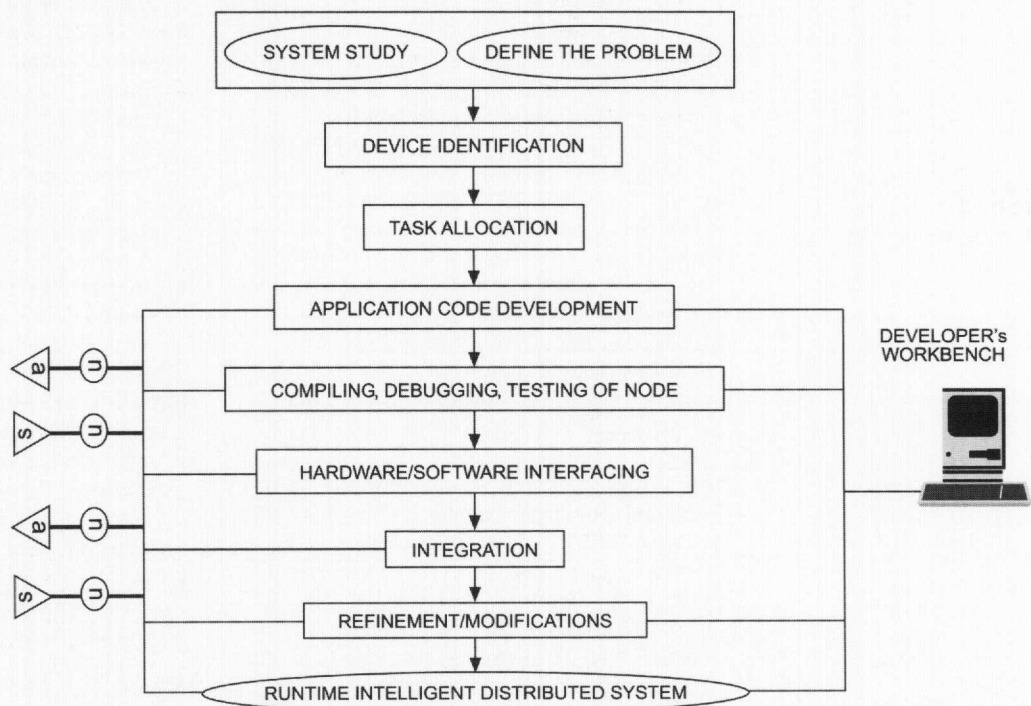 SYSTEM STUDY
DEFINE THE PROBLEM
DEVICE IDENTIFICATION
TASK ALLOCATION
APPLICATION CODE DEVELOPMENT
DEVELOPER's
WORKBENCH
a
n
COMPILING, DEBUGGING, TESTING OF NODE
s
n
HARDWARE/SOFTWARE INTERFACING
a
n
INTEGRATION
s
n
REFINEMENT/MODIFICATIONS
RUNTIME INTELLIGENT DISTRIBUTED SYSTEM